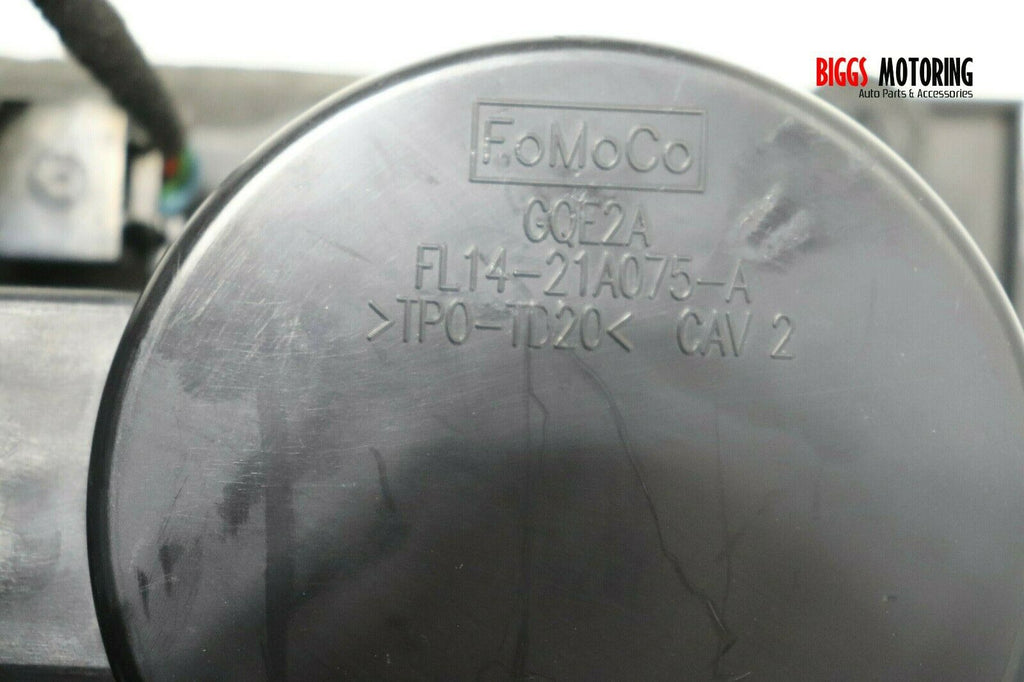 BIGGS MOTORING
Auto Parts & Accessories
FoMoCo
GQE2A
FL14-21A075-A
>TPO-TD20< CAV 2